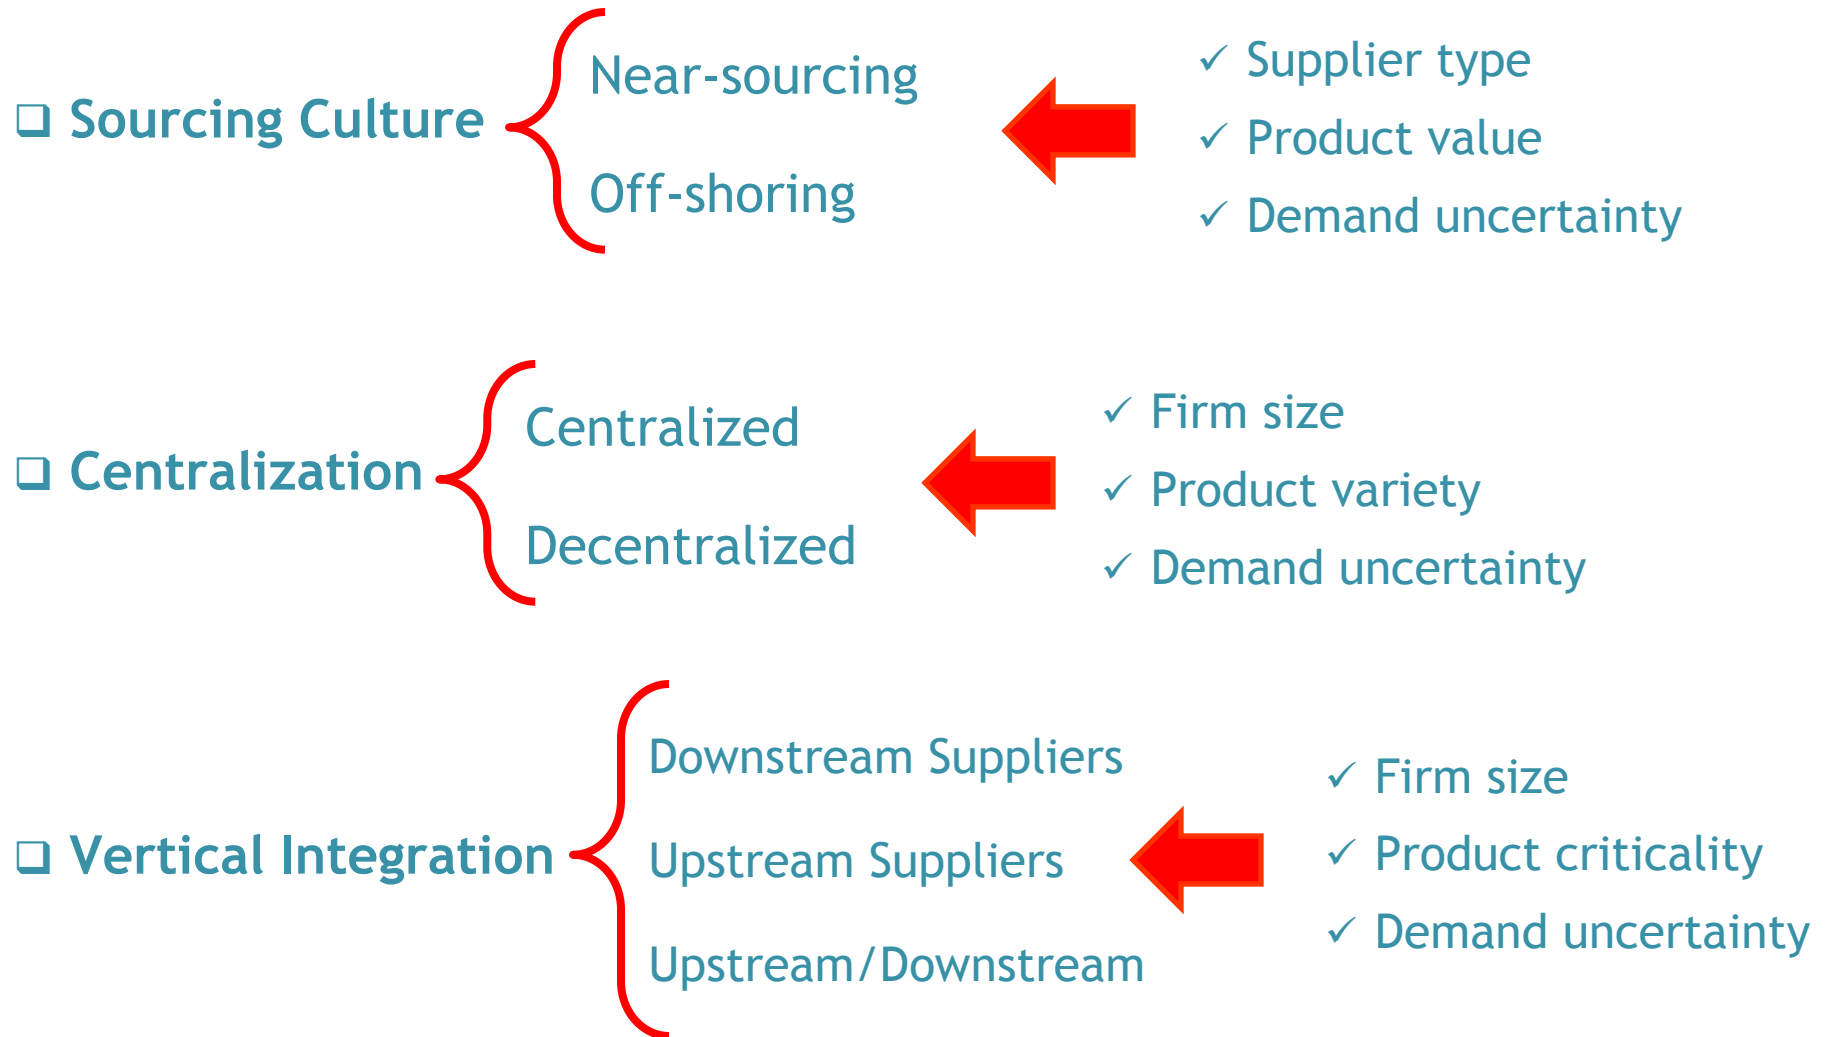 ❑ Sourcing Culture
Near-sourcing
Off-shoring
✓ Supplier type
✓ Product value
✓ Demand uncertainty
❑ Centralization
Centralized
Decentralized
✓ Firm size
✓ Product variety
✓ Demand uncertainty
❑ Vertical Integration
Downstream Suppliers
Upstream Suppliers
Upstream/Downstream
✓ Firm size
✓ Product criticality
✓ Demand uncertainty